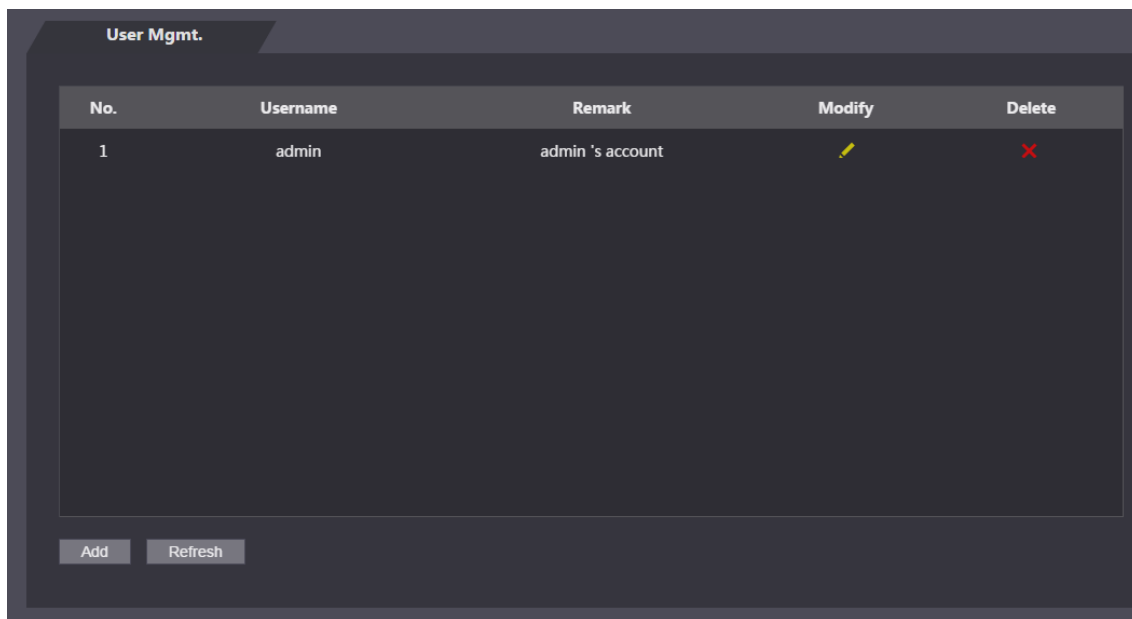 User Mgmt.
No. Username Remark Modify Delete
1 admin admin 's account
Add Refresh